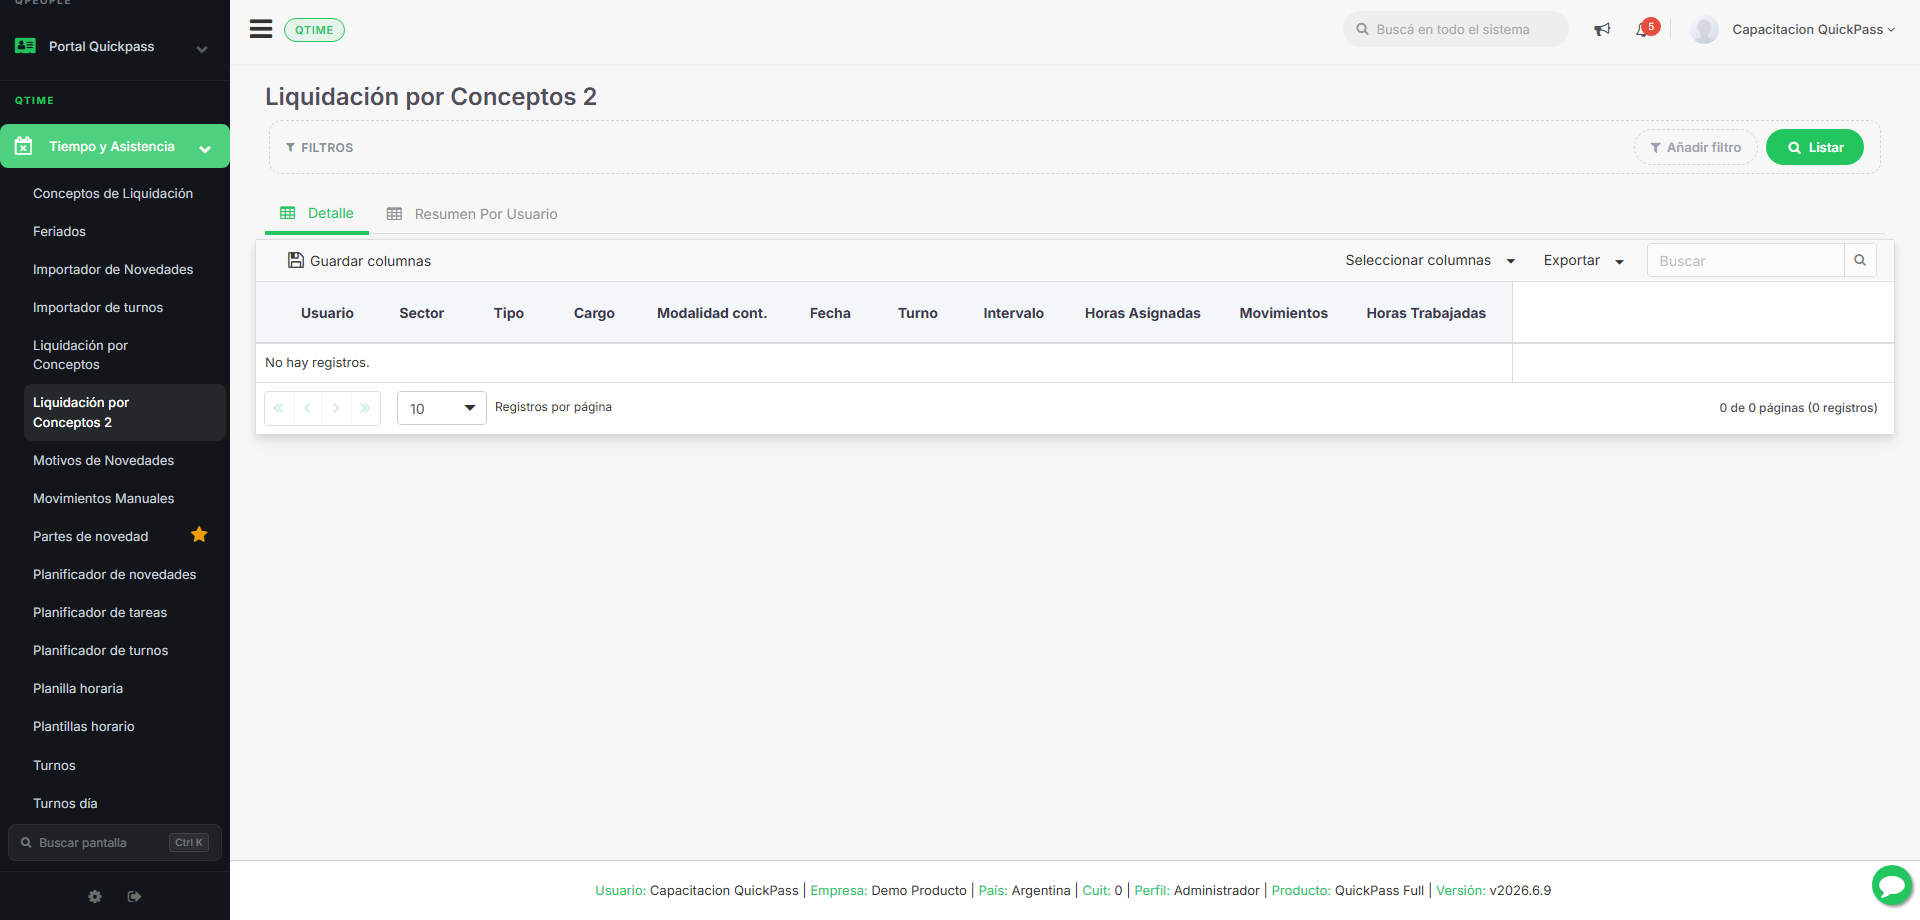 QPEOPLE
Portal Quickpass
QTIME
Tiempo y Asistencia
Conceptos de Liquidación
Feriados
Importador de Novedades
Importador de turnos
Liquidación por
Conceptos
Liquidación por
Conceptos 2
Motivos de Novedades
Movimientos Manuales
Partes de novedad
Planificador de novedades
Planificador de tareas
Planificador de turnos
Planilla horaria
Plantillas horario
Turnos
Turnos día
Buscar pantalla Ctrl K
QTIME
Buscá en todo el sistema
5
Capacitacion QuickPass
Liquidación por Conceptos 2
FILTROS
Añadir filtro
Listar
Detalle
Resumen Por Usuario
Guardar columnas
Seleccionar columnas
Exportar
Buscar
Usuario Sector Tipo Cargo Modalidad cont. Fecha Turno Intervalo Horas Asignadas Movimientos Horas Trabajadas
No hay registros.
10 Registros por página
0 de 0 páginas (0 registros)
Usuario: Capacitacion QuickPass | Empresa: Demo Producto | País: Argentina | Cuit: 0 | Perfil: Administrador | Producto: QuickPass Full | Versión: v2026.6.9